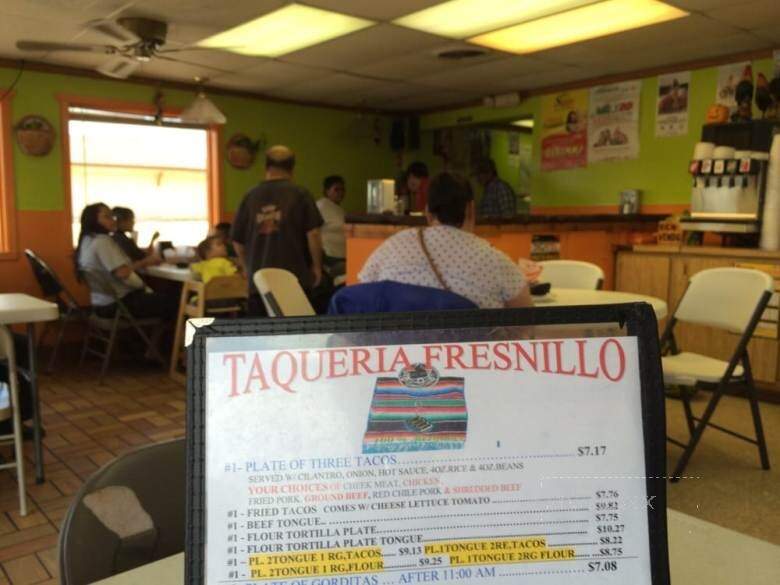 TAQUERIA FRESNILLO
#1- PLATE OF THREE TACOS $7.17
SERVED W/ CILANTRO, ONION, HOT SAUCE, 4OZ.RICE & 4OZ.BEANS
YOUR CHOICES OF CHEEK MEAT, CHICKEN,
FRIED PORK, GROUND BEEF, RED CHILE PORK & SHREDDED BEEF
#1 - FRIED TACOS COMES W/ CHEESE LETTUCE TOMATO $7.76
#1 - BEEF TONGUE $9.82
#1 - FLOUR TORTILLA PLATE $7.75
#1 - FLOUR TORTILLA PLATE TONGUE $10.27
#1 - PL. 2TONGUE 1 RG,TACOS.... $9.13 PL1TONGUE 2RE,TACOS $8.22
#1 - PL. 2TONGUE 1 RG,FLOUR $9.25 PL. 1TONGUE 2RG FLOUR $8.75
PLATE OF GORDITAS ... AFTER 11:00 AM $7.08